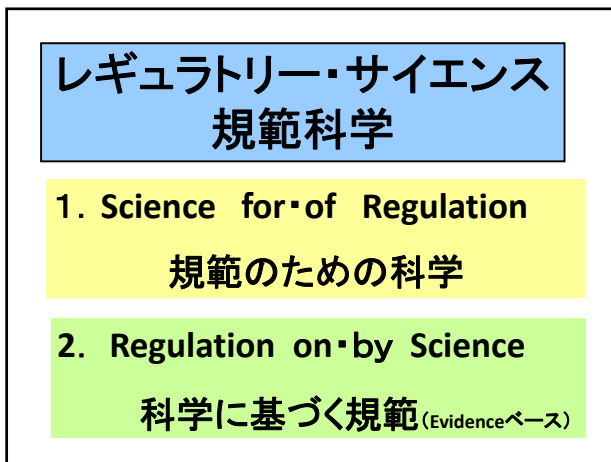 レギュラトリー・サイエンス
規範科学
１．Science for・of Regulation
規範のための科学
2. Regulation on・by Science
科学に基づく規範(Evidenceベース)